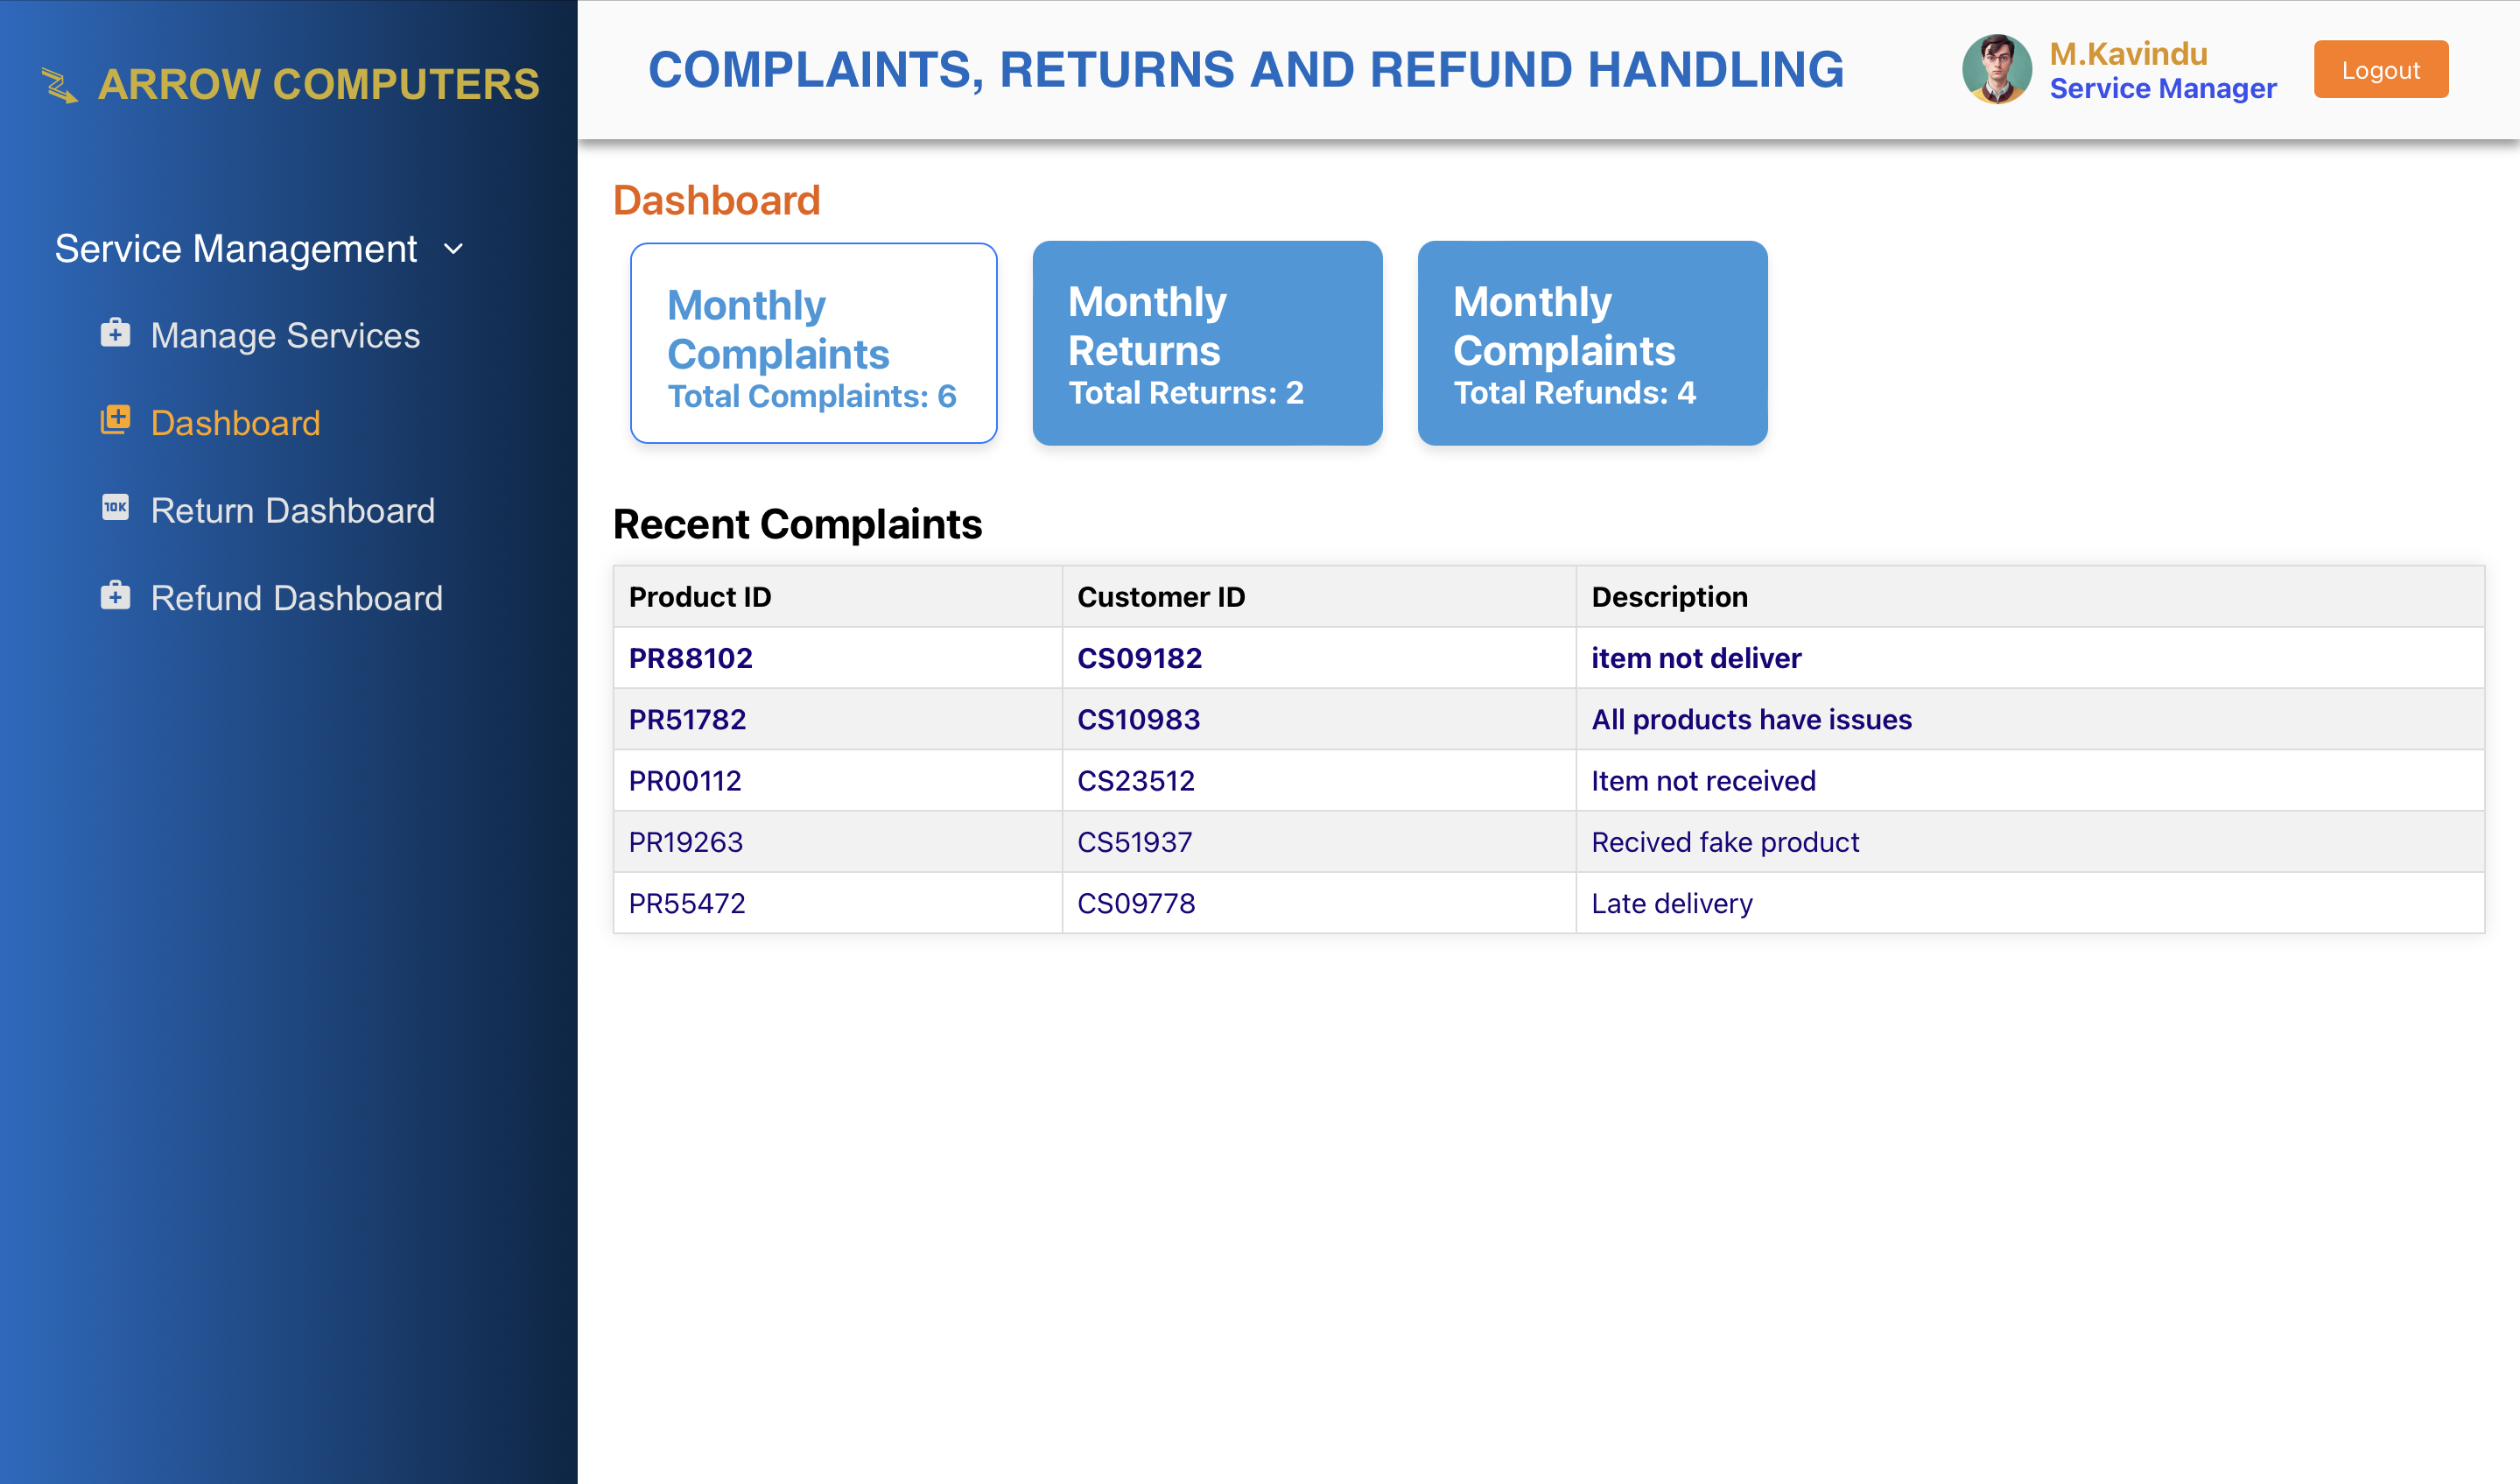 ARROW COMPUTERS
COMPLAINTS, RETURNS AND REFUND HANDLING
M.Kavindu
Service Manager
Logout
Service Management
Manage Services
Dashboard
Return Dashboard
Refund Dashboard
Dashboard
Monthly
Complaints
Total Complaints: 6
Monthly
Returns
Total Returns: 2
Monthly
Complaints
Total Refunds: 4
Recent Complaints
Product ID Customer ID Description
PR88102 CS09182 item not deliver
PR51782 CS10983 All products have issues
PR00112 CS23512 Item not received
PR19263 CS51937 Recived fake product
PR55472 CS09778 Late delivery
10K